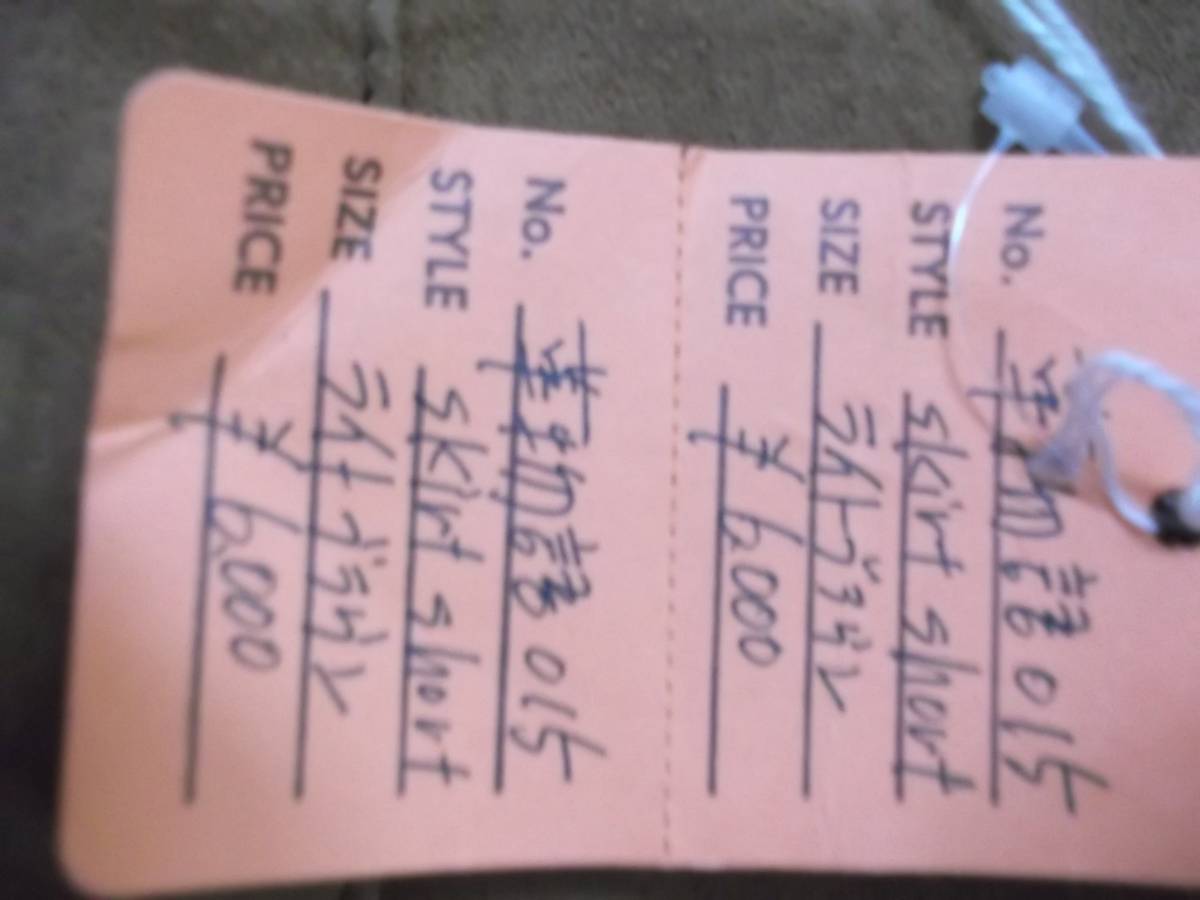 No. 015
STYLE skirt short
SIZE
PRICE ¥6000
No. 015
STYLE skirt short
SIZE
PRICE ¥6000